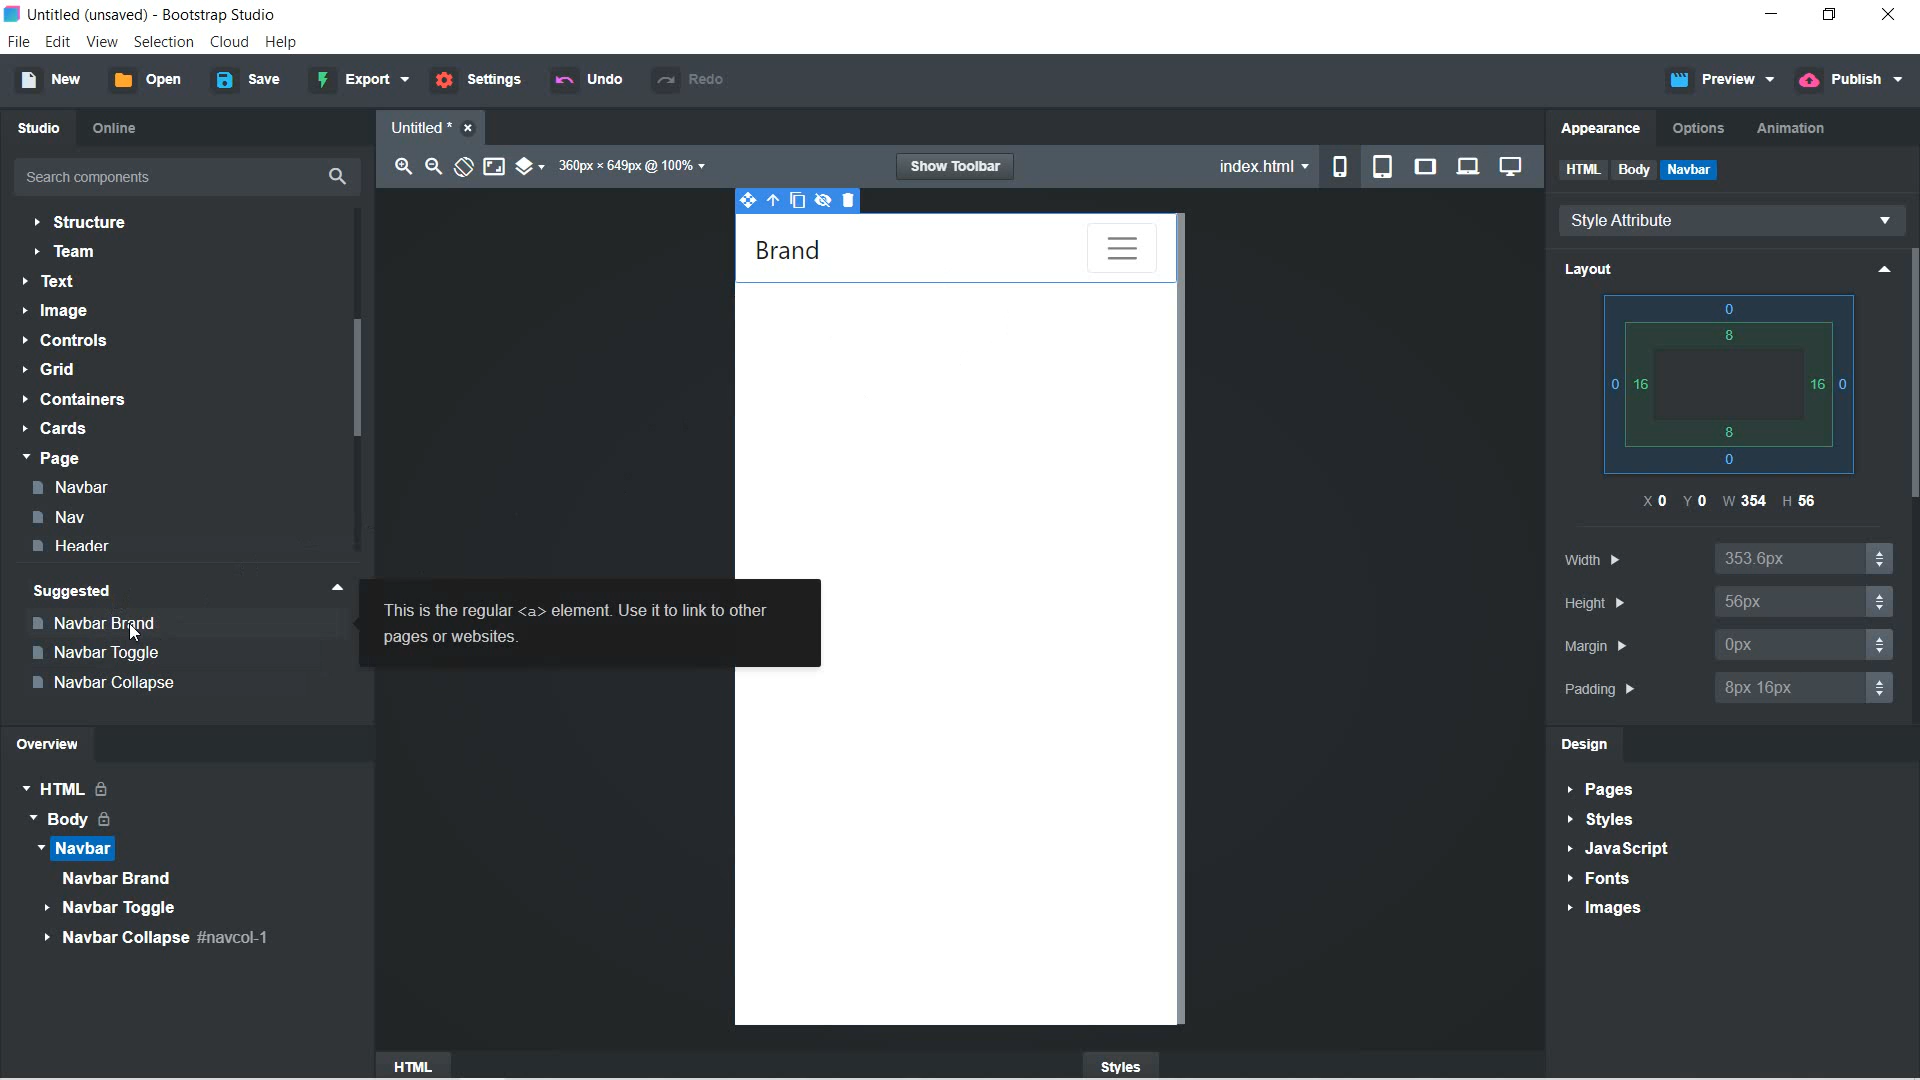 Untitled (unsaved) - Bootstrap Studio
File Edit View Selection Cloud Help
New Open Save Export Settings Undo Redo Preview Publish
Studio Online
Untitled * ×
Appearance Options Animation
Search components
360px × 649px @ 100%
Show Toolbar
index.html
HTML Body Navbar
Style Attribute
Structure
Team
Text
Image
Controls
Grid
Containers
Cards
Page
Navbar
Nav
Header
Suggested
Navbar Brand
Navbar Toggle
Navbar Collapse
This is the regular <a> element. Use it to link to other
pages or websites.
Overview
HTML
Body
Navbar
Navbar Brand
Navbar Toggle
Navbar Collapse #navcol-1
Brand
HTML
Styles
Layout
0
8
0 16 16 0
8
0
X 0 Y 0 W 354 H 56
Width 353.6px
Height 56px
Margin 0px
Padding 8px 16px
Design
Pages
Styles
JavaScript
Fonts
Images